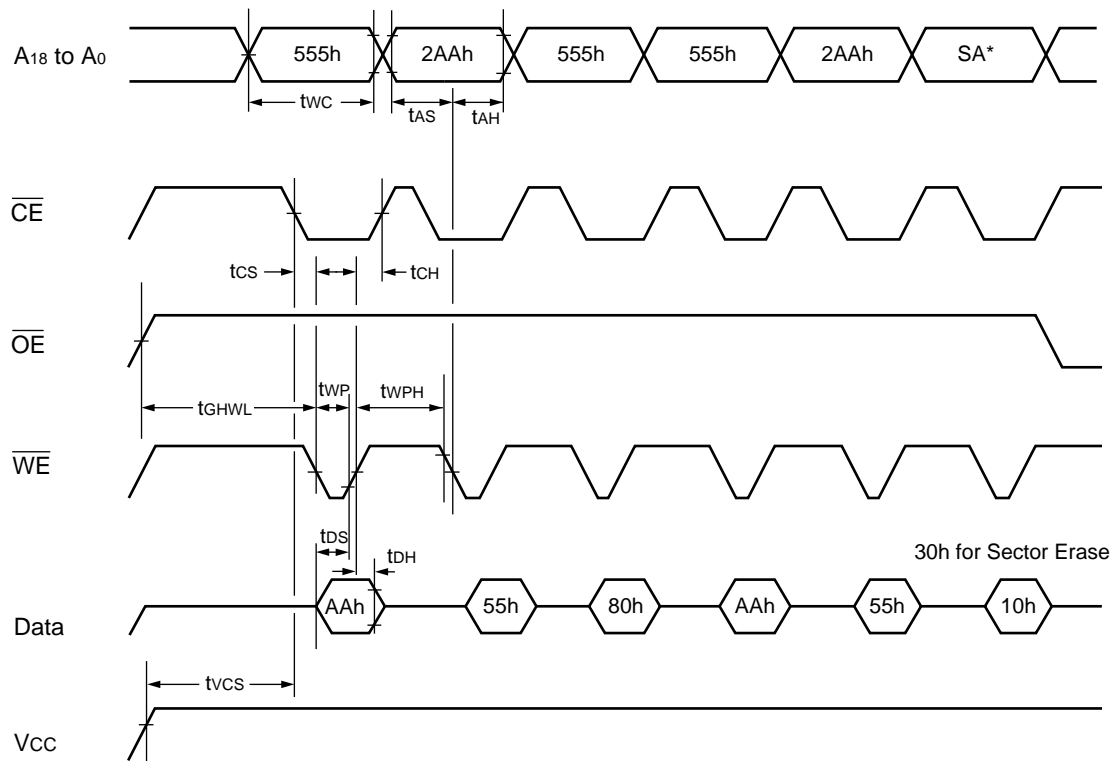 A18 to A0
555h 2AAh 555h 555h 2AAh SA*
tWC
tAS tAH
CE
tCS tCH
OE
tGHWL tWP tWPH
WE
tDS
tDH
30h for Sector Erase
Data
AAh 55h 80h AAh 55h 10h
tVCS
VCC